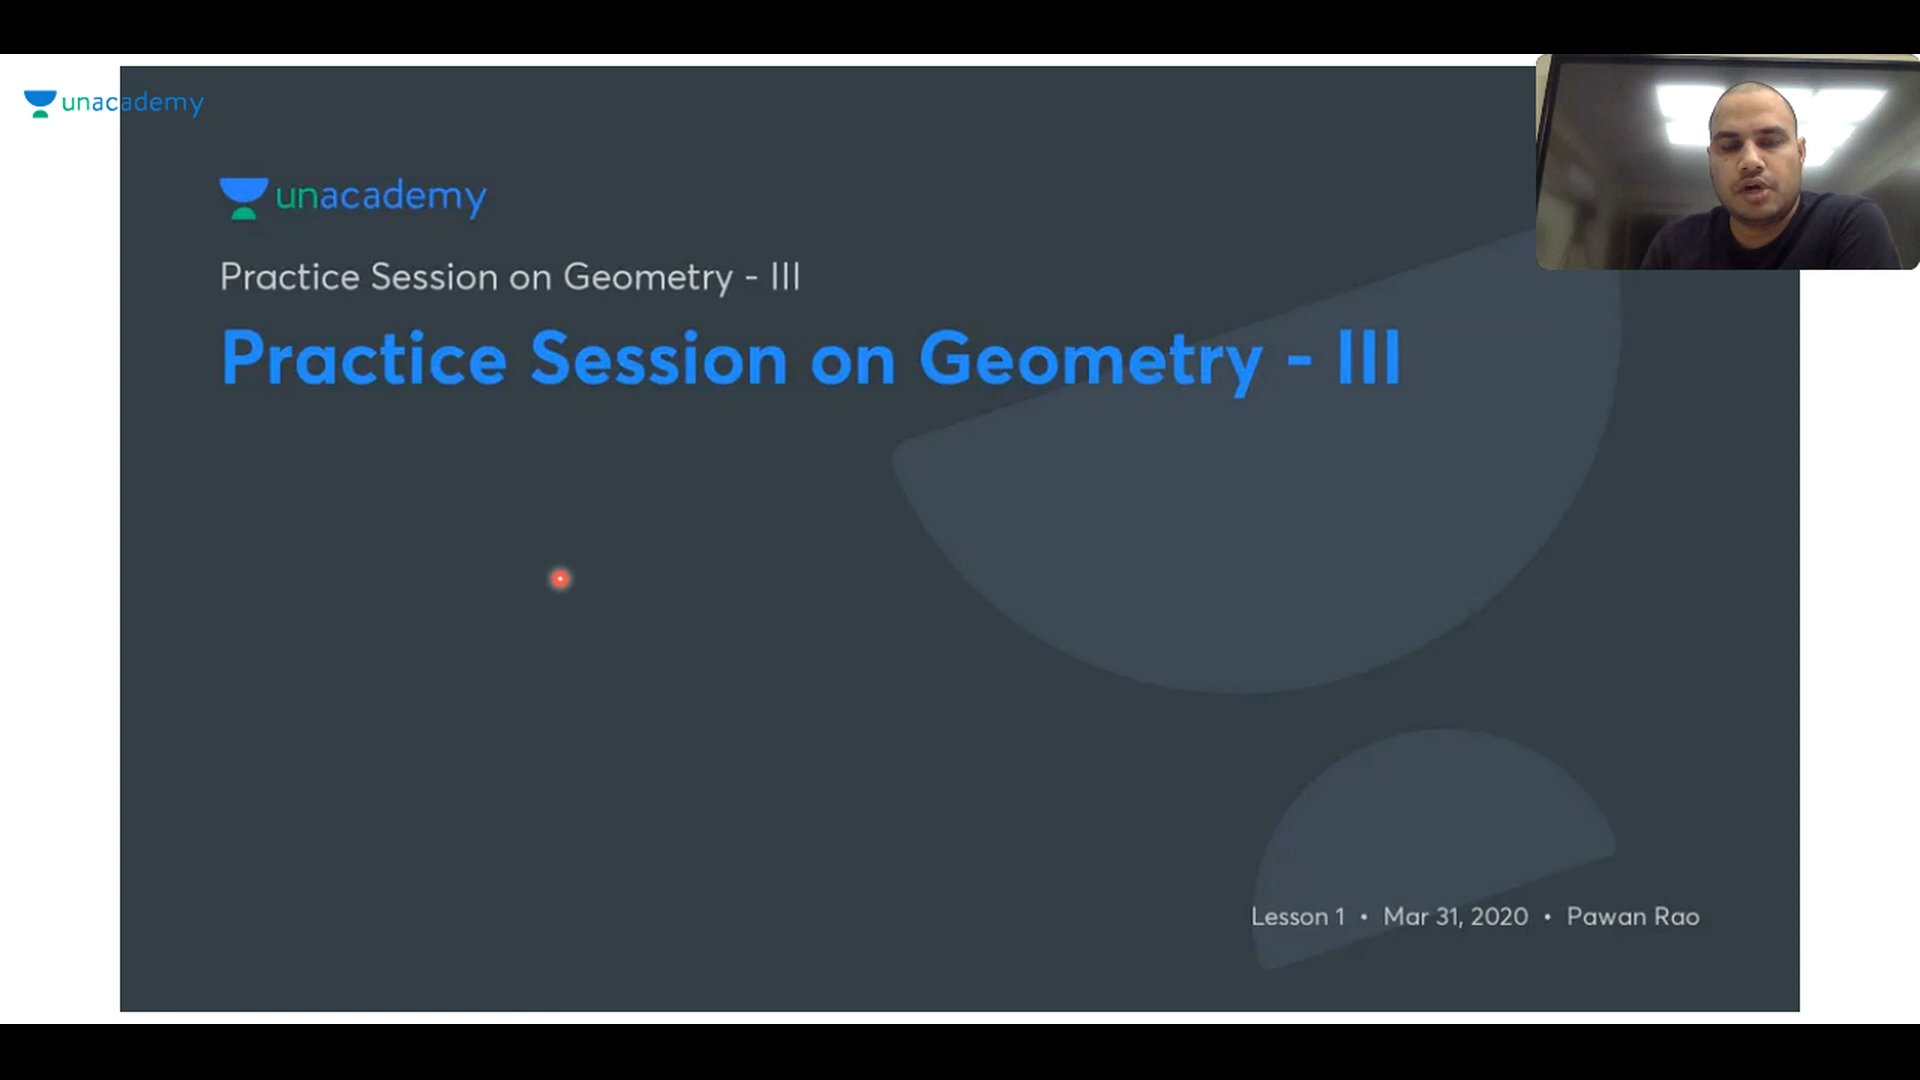 unacademy
unacademy
Practice Session on Geometry - III
Practice Session on Geometry - III
Lesson 1 • Mar 31, 2020 • Pawan Rao